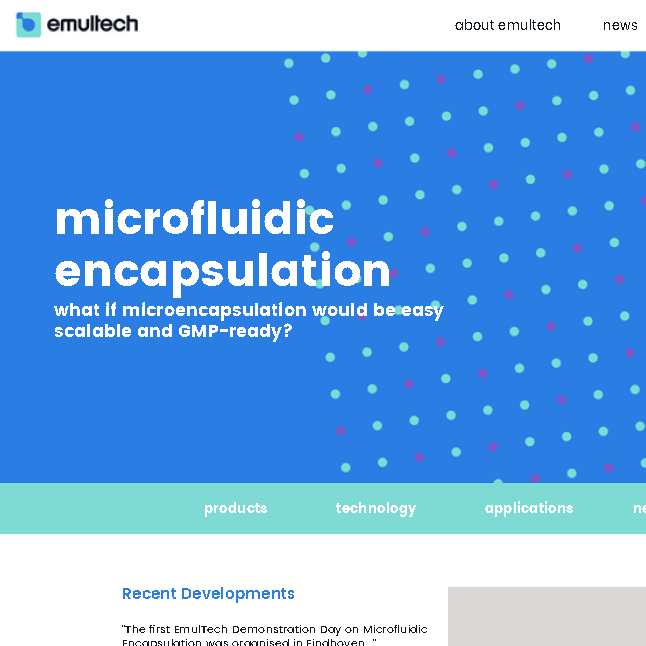 emultech
about emultech
news
microfluidic
encapsulation
what if microencapsulation would be easy
scalable and GMP-ready?
products
technology
applications
Recent Developments
"The first EmulTech Demonstration Day on Microfluidic
Encapsulation was organised in Eindhoven..."